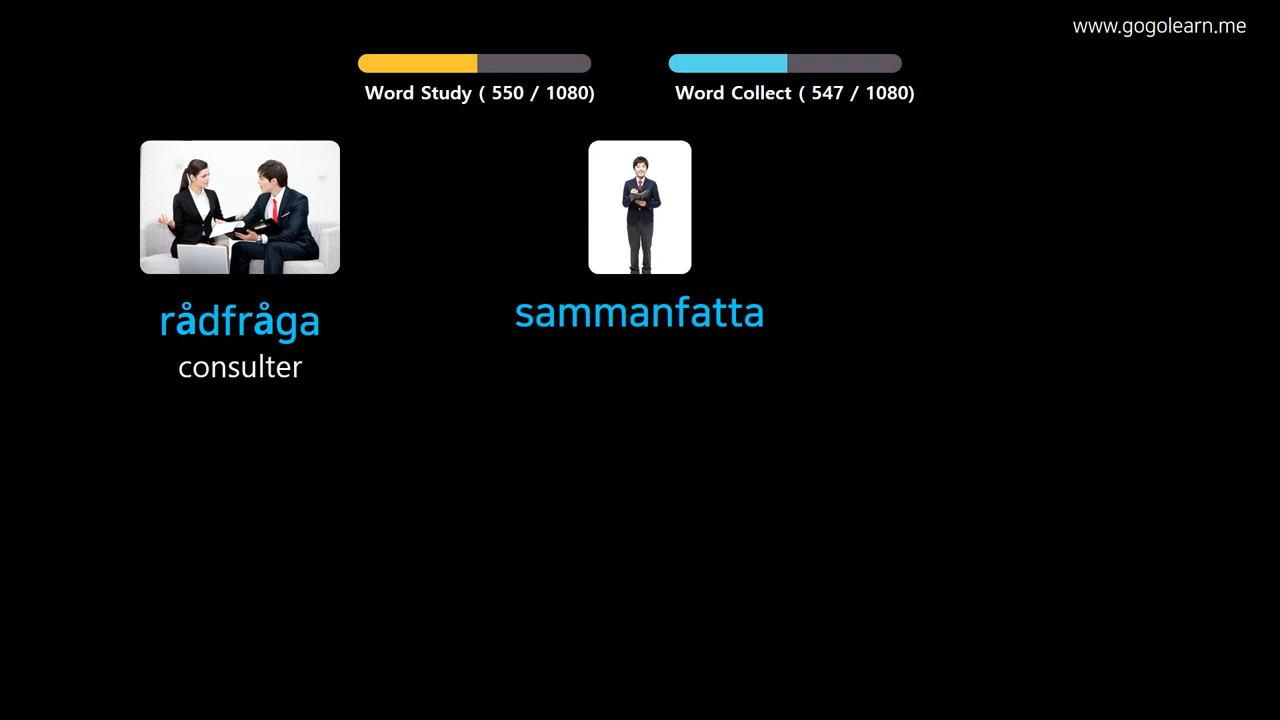 www.gogolearn.me
Word Study ( 550 / 1080)
Word Collect ( 547 / 1080)
rådfråga
consulter
sammanfatta